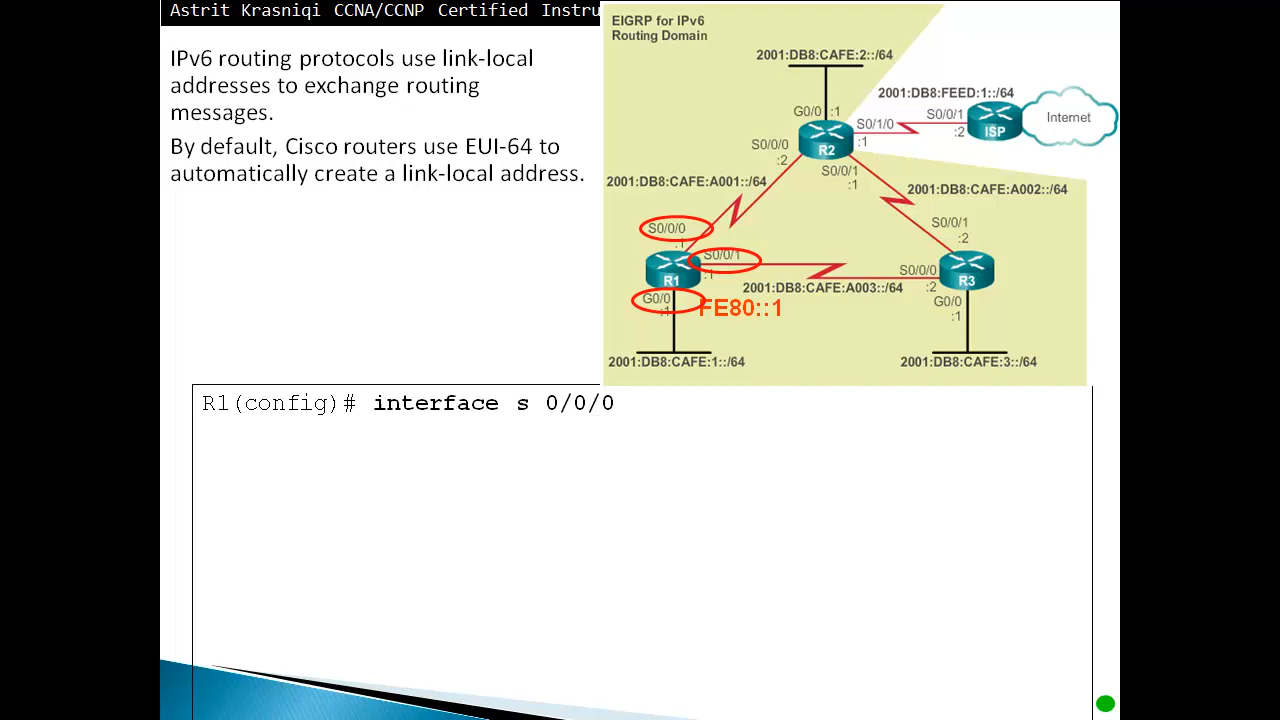 Astrit Krasniqi CCNA/CCNP Certified Instru
IPv6 routing protocols use link-local
addresses to exchange routing
messages.
By default, Cisco routers use EUI-64 to
automatically create a link-local address.
EIGRP for IPv6
Routing Domain
2001:DB8:CAFE:2::/64
2001:DB8:FEED:1::/64
G0/0 :1
S0/1/0
:1
S0/0/1
:2
ISP
Internet
R2
S0/0/0
:2
S0/0/1
:1
2001:DB8:CAFE:A001::/64
2001:DB8:CAFE:A002::/64
S0/0/0
:1
S0/0/1
:1
S0/0/1
:2
R1
S0/0/0
:2
R3
2001:DB8:CAFE:A003::/64
G0/0
:1
FE80::1
G0/0
:1
2001:DB8:CAFE:1::/64
2001:DB8:CAFE:3::/64
R1(config)# interface s 0/0/0